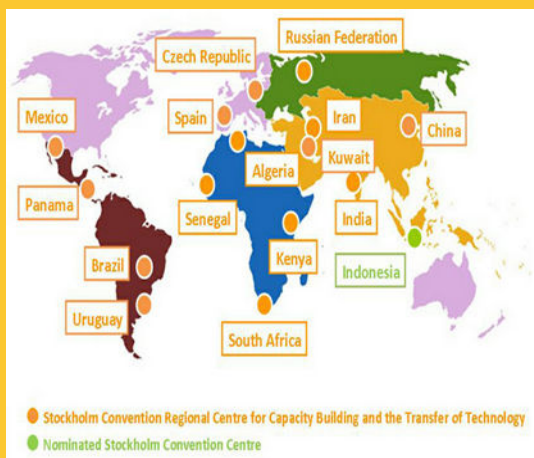 Russian Federation
Czech Republic
Mexico
Spain
Iran
China
Algeria
Kuwait
Panama
Senegal
India
Kenya
Indonesia
Brazil
Uruguay
South Africa
Stockholm Convention Regional Centre for Capacity Building and the Transfer of Technology
Nominated Stockholm Convention Centre